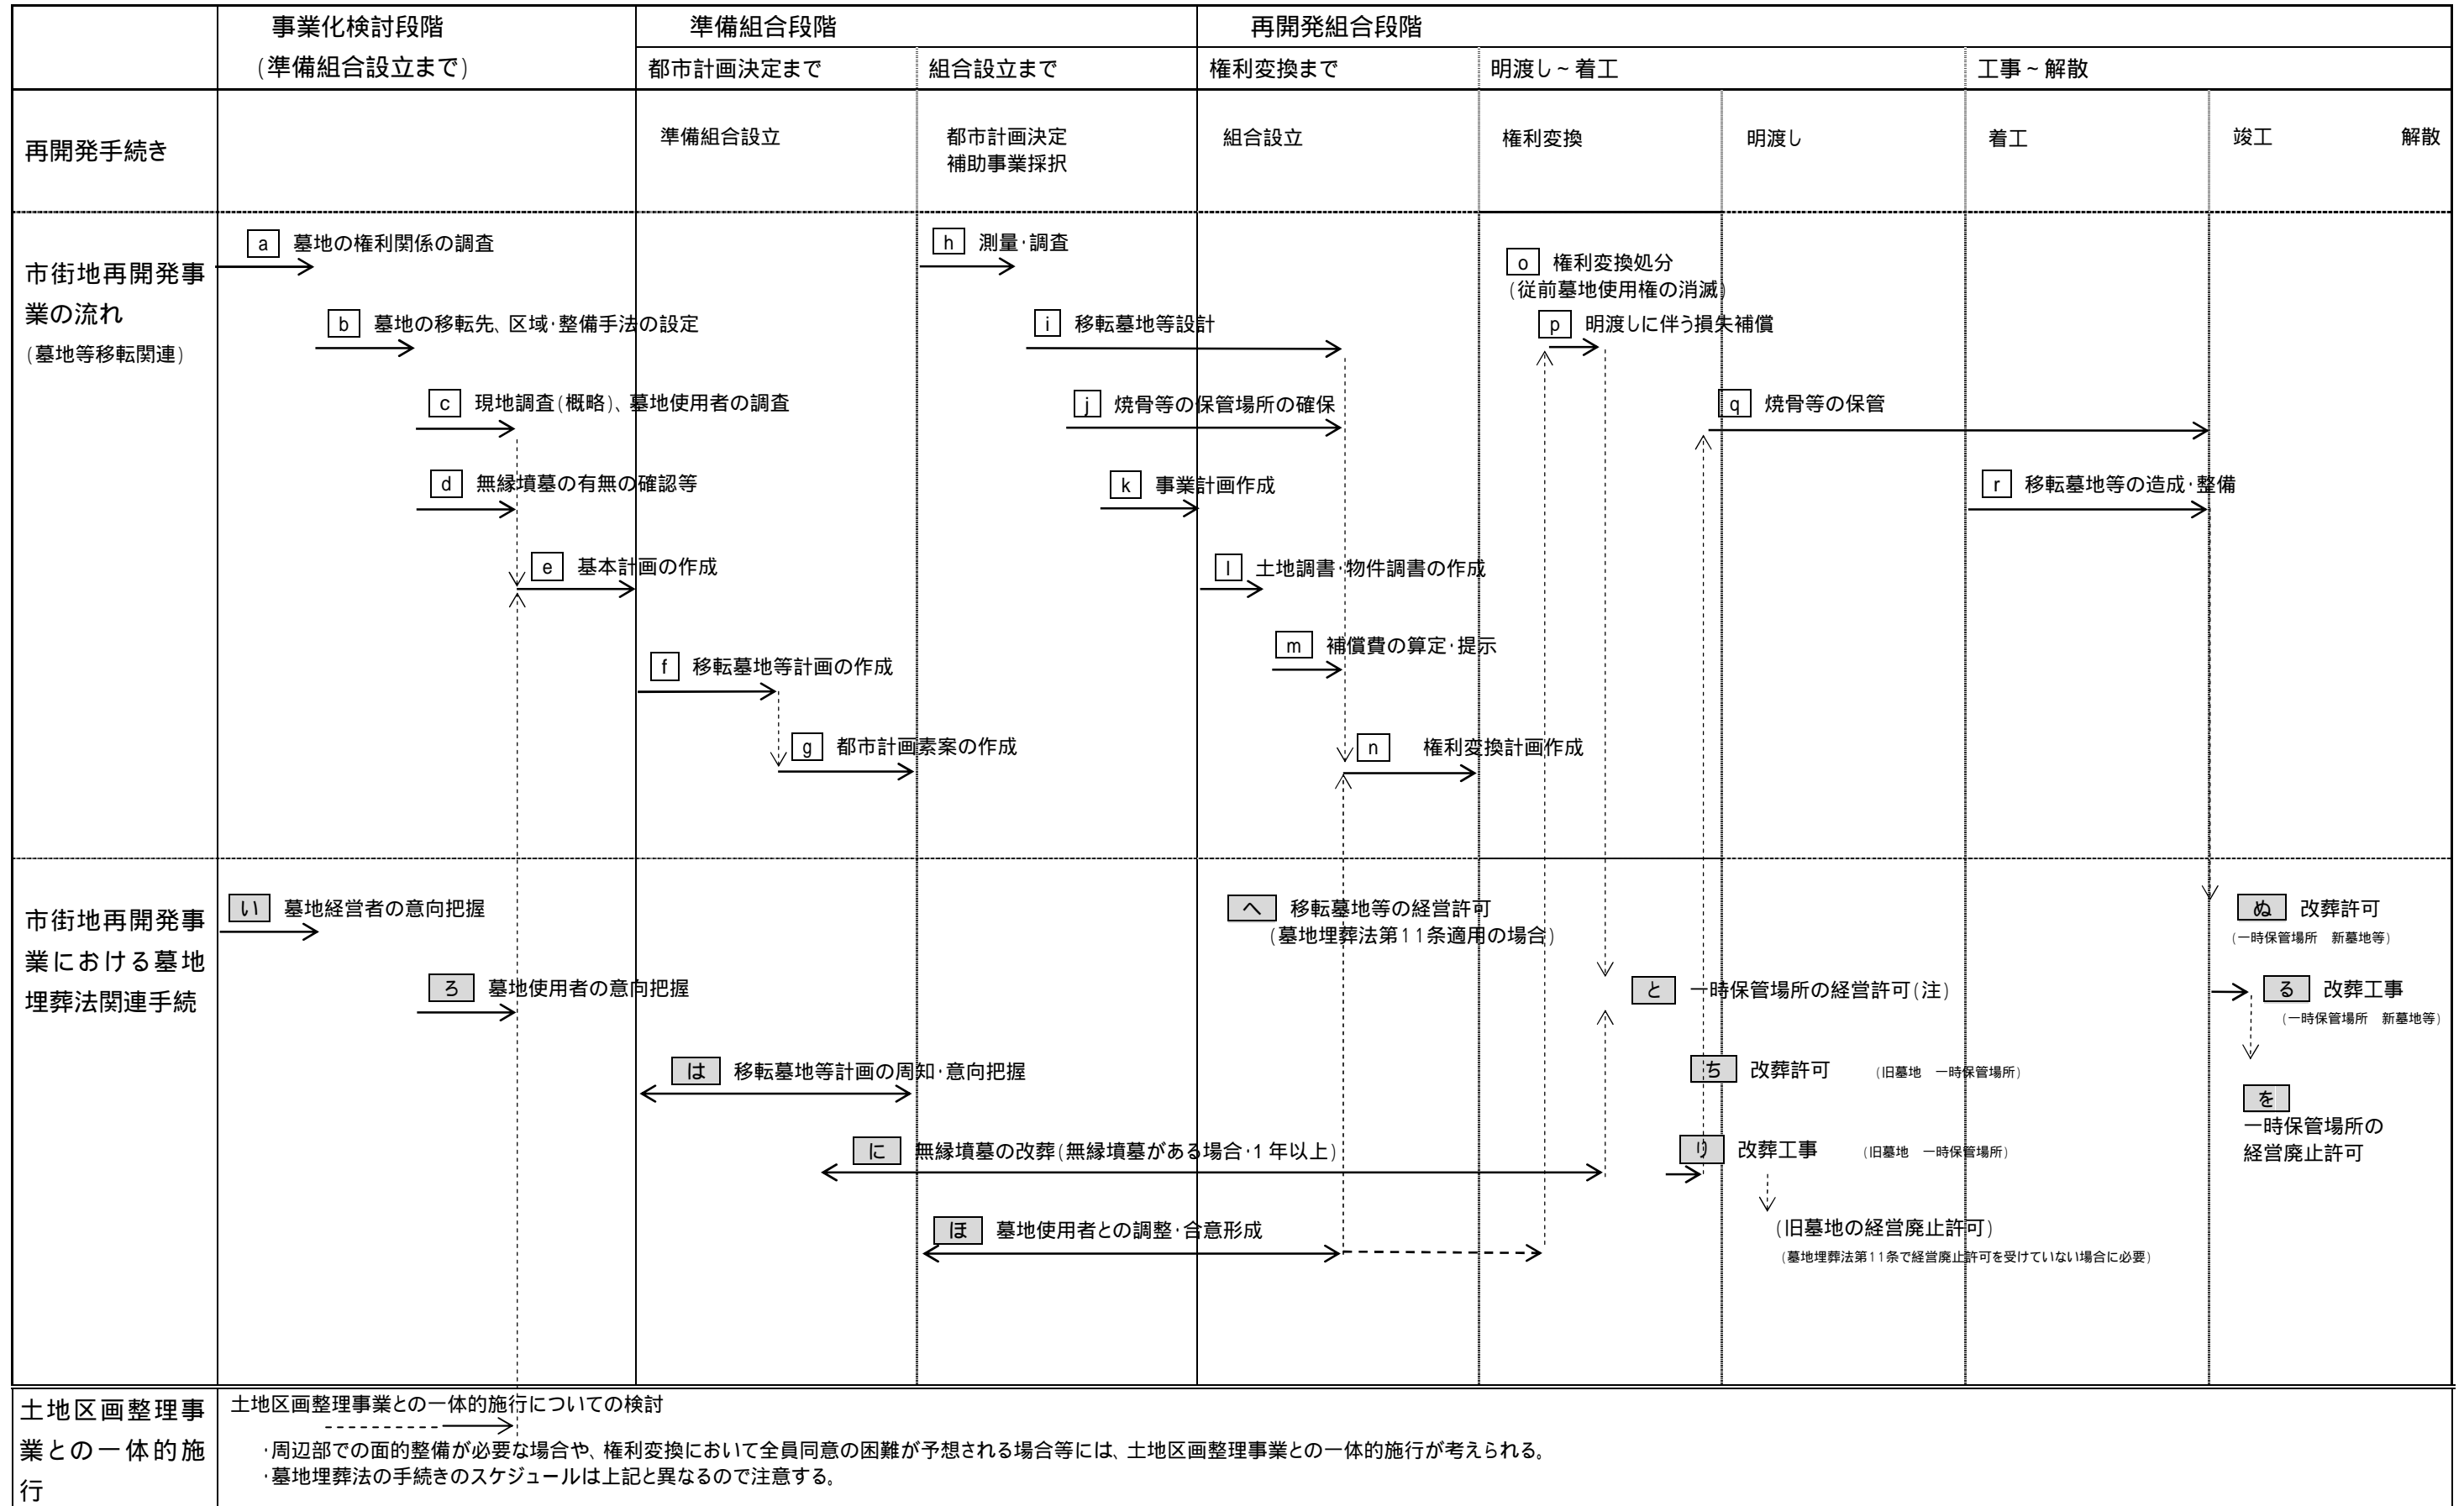 事業化検討段階
(準備組合設立まで)
準備組合段階
再開発組合段階
都市計画決定まで
組合設立まで
権利変換まで
明渡し~着工
工事~解散
再開発手続き
準備組合設立
都市計画決定
補助事業採択
組合設立
権利変換
明渡し
着工
竣工
解散
市街地再開発事
業の流れ
(墓地等移転関連)
a 墓地の権利関係の調査
b 墓地の移転先、区域・整備手法の設定
c 現地調査(概略)、墓地使用者の調査
d 無縁墳墓の有無の確認等
e 基本計画の作成
f 移転墓地等計画の作成
g 都市計画素案の作成
h 測量・調査
i 移転墓地等設計
j 焼骨等の保管場所の確保
k 事業計画作成
l 土地調書・物件調書の作成
m 補償費の算定・提示
n 権利変換計画作成
o 権利変換処分
(従前墓地使用権の消滅)
p 明渡しに伴う損失補償
q 焼骨等の保管
r 移転墓地等の造成・整備
市街地再開発事
業における墓地
埋葬法関連手続
い 墓地経営者の意向把握
ろ 墓地使用者の意向把握
は 移転墓地等計画の周知・意向把握
に 無縁墳墓の改葬(無縁墳墓がある場合・1年以上)
ほ 墓地使用者との調整・合意形成
へ 移転墓地等の経営許可
(墓地埋葬法第11条適用の場合)
と 一時保管場所の経営許可(注)
ち 改葬許可 (旧墓地 一時保管場所)
り 改葬工事 (旧墓地 一時保管場所)
(旧墓地の経営廃止許可)
(墓地埋葬法第11条で経営廃止許可を受けていない場合に必要)
ぬ 改葬許可
(一時保管場所 新墓地等)
る 改葬工事
(一時保管場所 新墓地等)
を
一時保管場所の
経営廃止許可
土地区画整理事
業との一体的施
行
土地区画整理事業との一体的施行についての検討
・周辺部での面的整備が必要な場合や、権利変換において全員同意の困難が予想される場合等には、土地区画整理事業との一体的施行が考えられる。
・墓地埋葬法の手続きのスケジュールは上記と異なるので注意する。